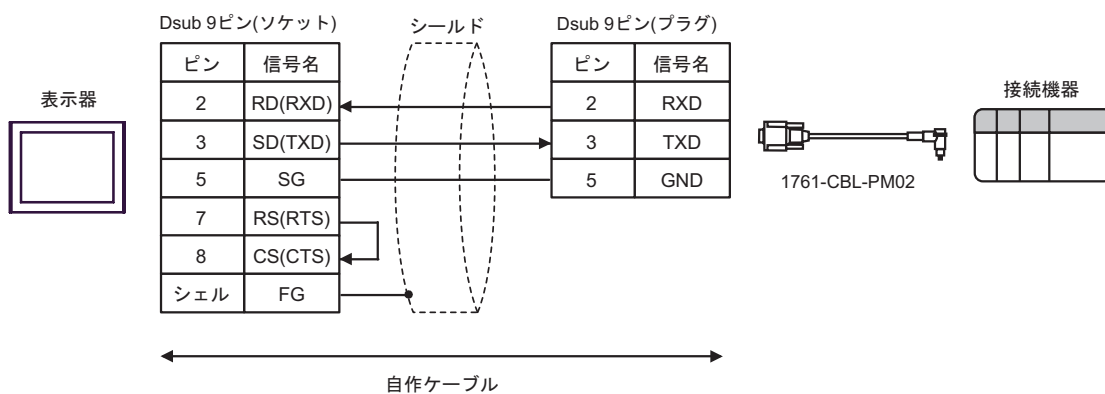 Dsub 9ピン(ソケット)
シールド
Dsub 9ピン(プラグ)
ピン 信号名
ピン 信号名
表示器
接続機器
2 RD(RXD)
2 RXD
3 SD(TXD)
3 TXD
5 SG
5 GND
1761-CBL-PM02
7 RS(RTS)
8 CS(CTS)
シェル FG
自作ケーブル